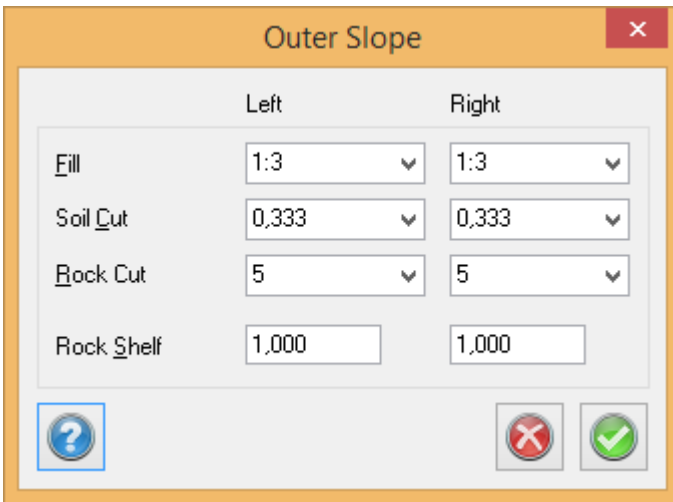 Outer Slope
Left Right
Fill 1:3 1:3
Soil Cut 0,333 0,333
Rock Cut 5 5
Rock Shelf 1,000 1,000